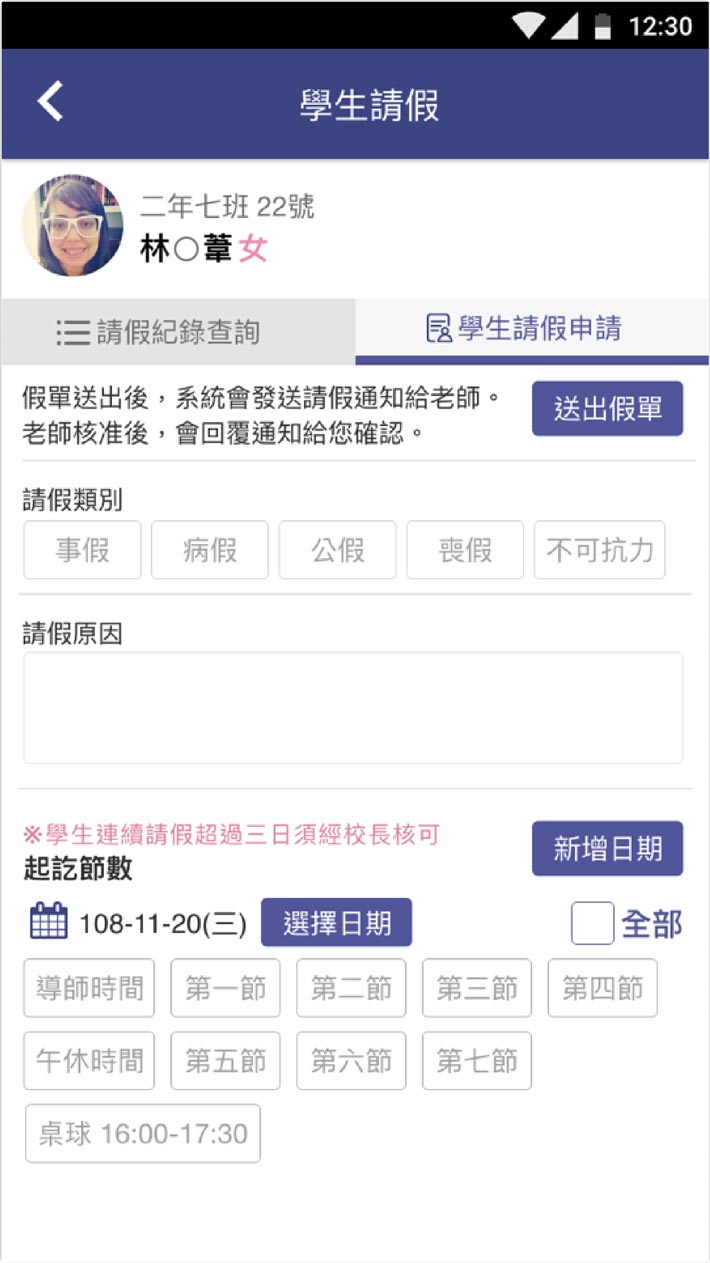 12:30
學生請假
二年七班 22號
林○葦 女
請假紀錄查詢
學生請假申請
假單送出後，系統會發送請假通知給老師。
老師核准後，會回覆通知給您確認。
送出假單
請假類別
事假 病假 公假 喪假 不可抗力
請假原因
※學生連續請假超過三日須經校長核可
起訖節數
新增日期
108-11-20(三) 選擇日期 全部
導師時間 第一節 第二節 第三節 第四節
午休時間 第五節 第六節 第七節
桌球 16:00-17:30